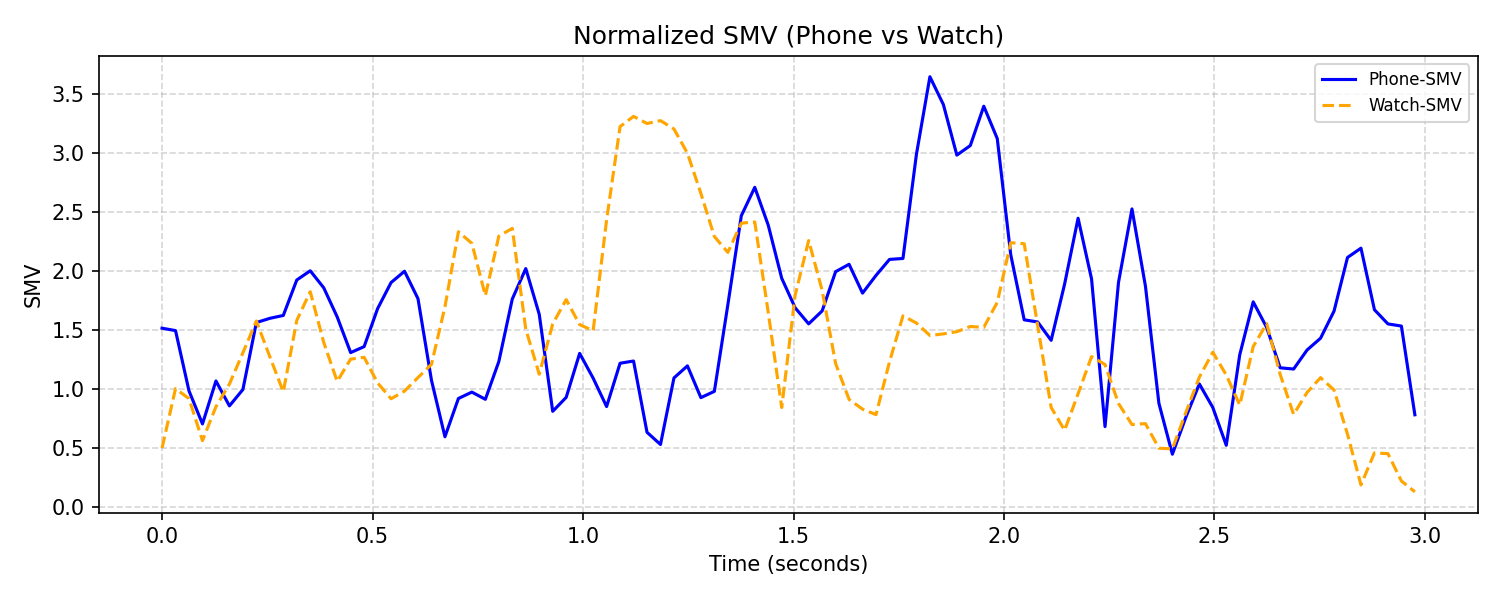 Normalized SMV (Phone vs Watch)
Phone-SMV
Watch-SMV
SMV
3.5
3.0
2.5
2.0
1.5
1.0
0.5
0.0
0.0 0.5 1.0 1.5 2.0 2.5 3.0
Time (seconds)